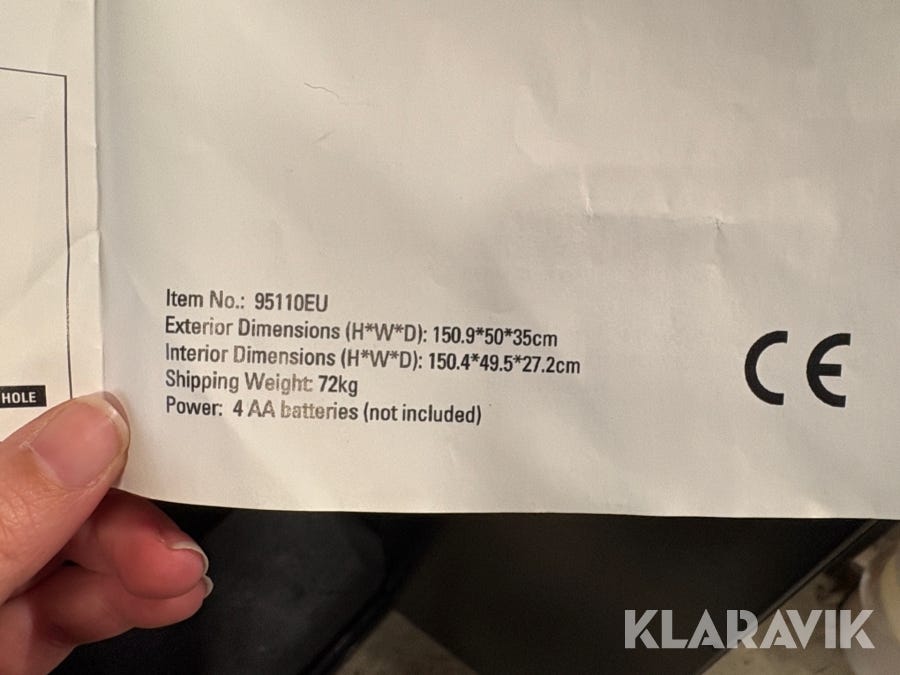 Item No.: 95110EU
Exterior Dimensions (H*W*D): 150.9*50*35cm
Interior Dimensions (H*W*D): 150.4*49.5*27.2cm
Shipping Weight: 72kg
Power: 4 AA batteries (not included)
CE
HOLE
KLARAVIK